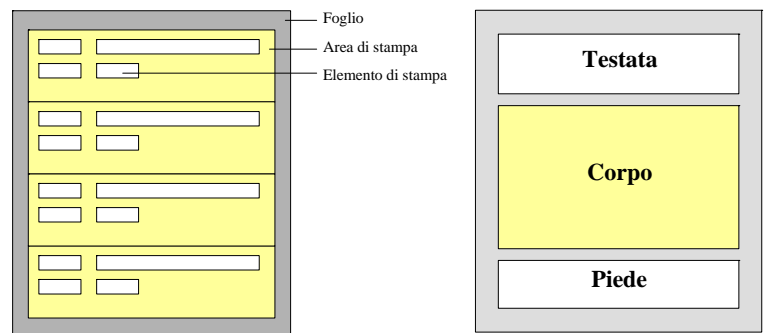 Foglio
Area di stampa
Elemento di stampa
Testata
Corpo
Piede